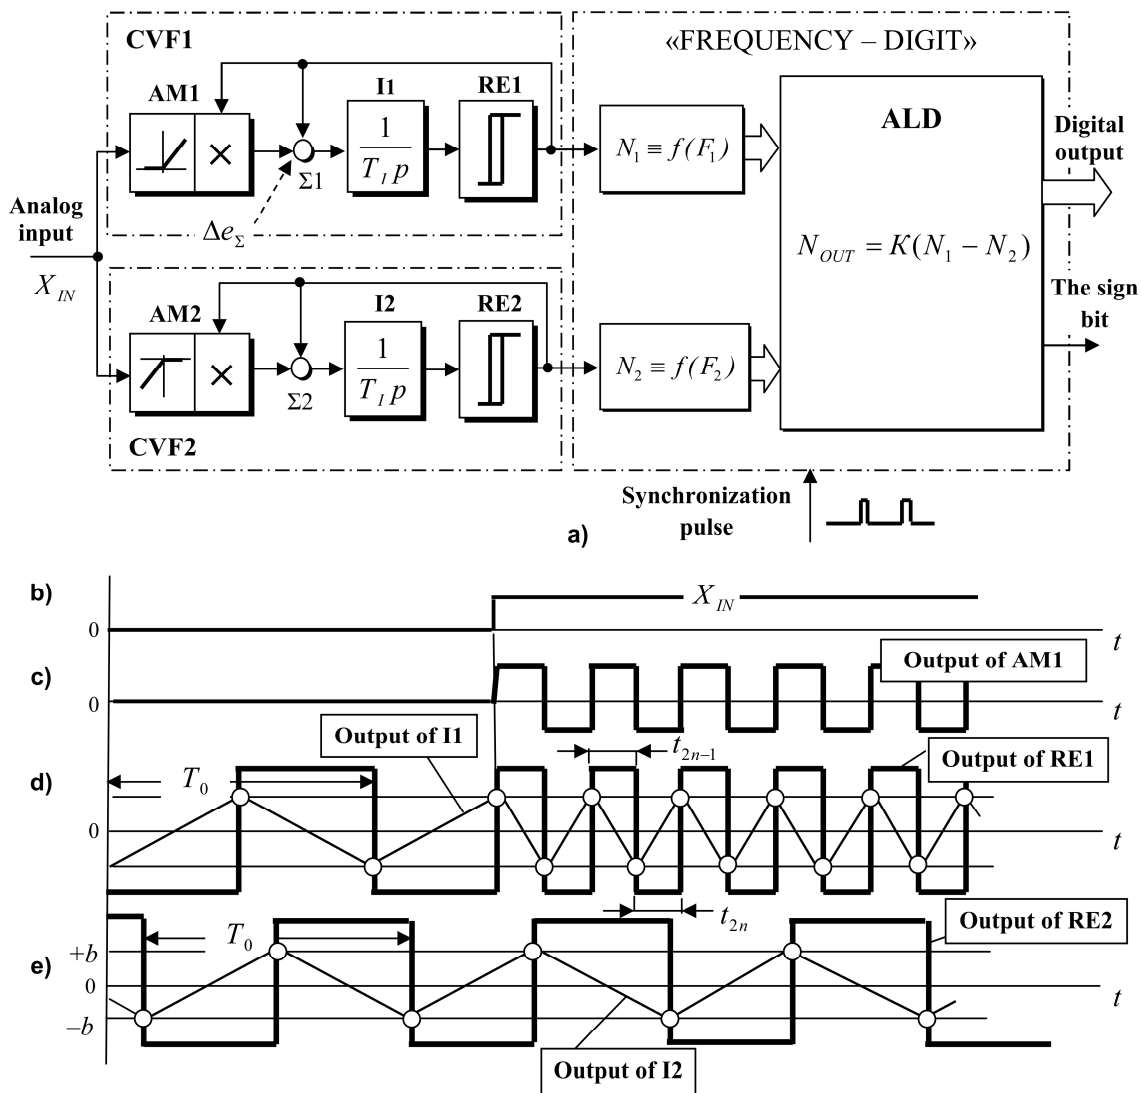 CVF1
AM1
×
Σ1
Δe_Σ
I1
1
T_I p
RE1
Analog
input
X_IN
AM2
×
Σ2
I2
1
T_I p
RE2
CVF2
«FREQUENCY – DIGIT»
N_1 ≡ f(F_1)
N_2 ≡ f(F_2)
ALD
N_OUT = K(N_1 − N_2)
Digital
output
The sign
bit
Synchronization
pulse
a)
b)
X_IN
0
t
c)
Output of AM1
0
t
Output of I1
t_2n−1
Output of RE1
d)
T_0
0
t
t_2n
Output of RE2
e)
T_0
+b
0
t
−b
Output of I2